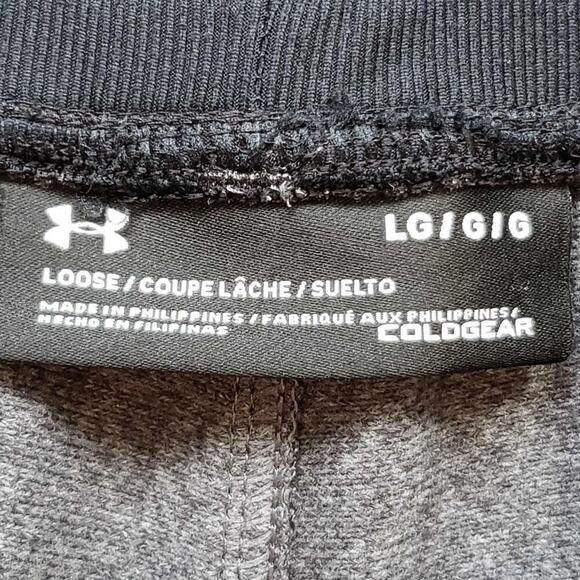 LG/G/G
LOOSE / COUPE LÂCHE / SUELTO
MADE IN PHILIPPINES / FABRIQUÉ AUX PHILIPPINES/
HECHO EN FILIPINAS
COLDGEAR